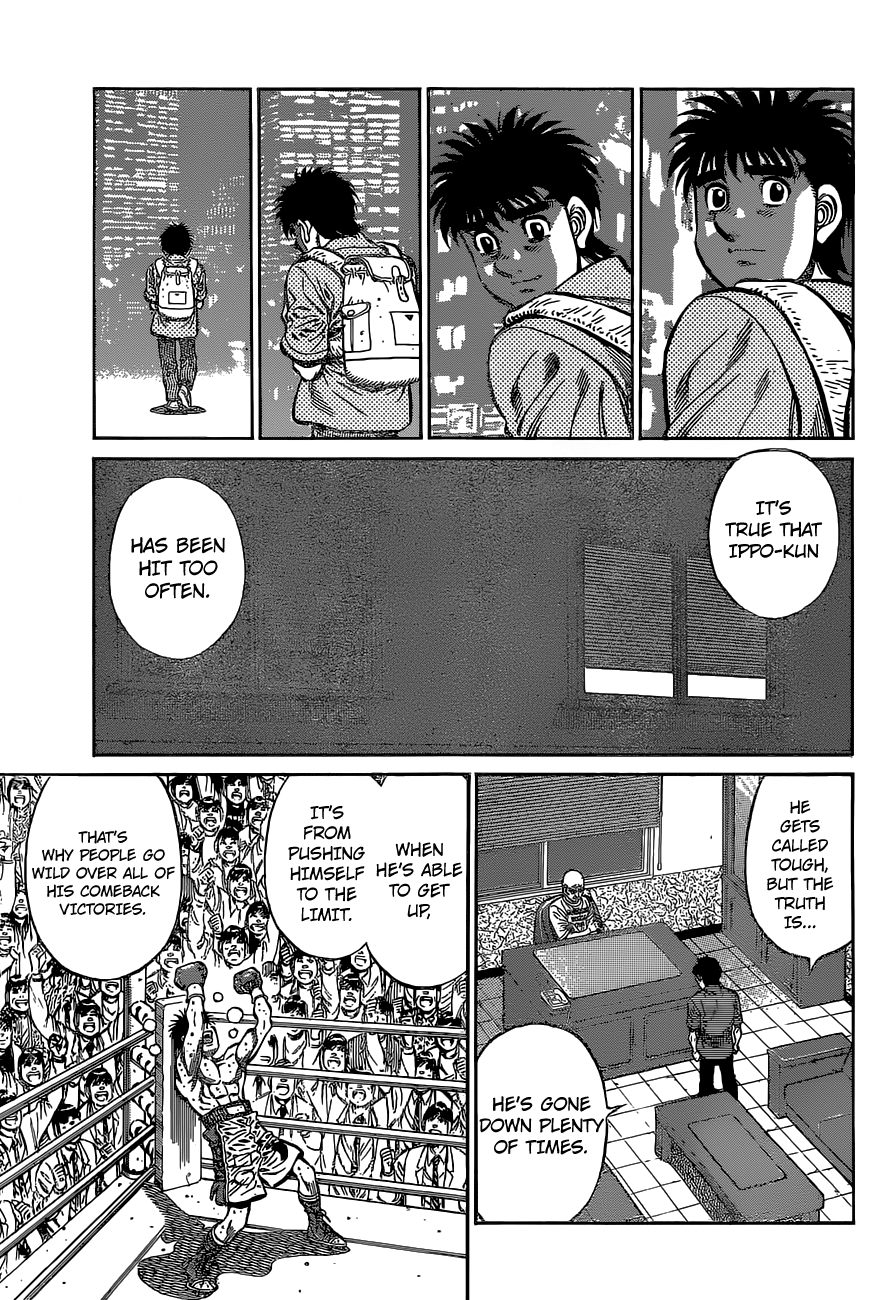 IT'S
TRUE THAT
IPPO-KUN
HAS BEEN
HIT TOO
OFTEN.
HE
GETS
CALLED
TOUGH,
BUT THE
TRUTH
IS...
HE'S GONE
DOWN PLENTY
OF TIMES.
WHEN
HE'S ABLE
TO GET
UP,
IT'S
FROM
PUSHING
HIMSELF
TO THE
LIMIT.
THAT'S
WHY PEOPLE GO
WILD OVER ALL OF
HIS COMEBACK
VICTORIES.